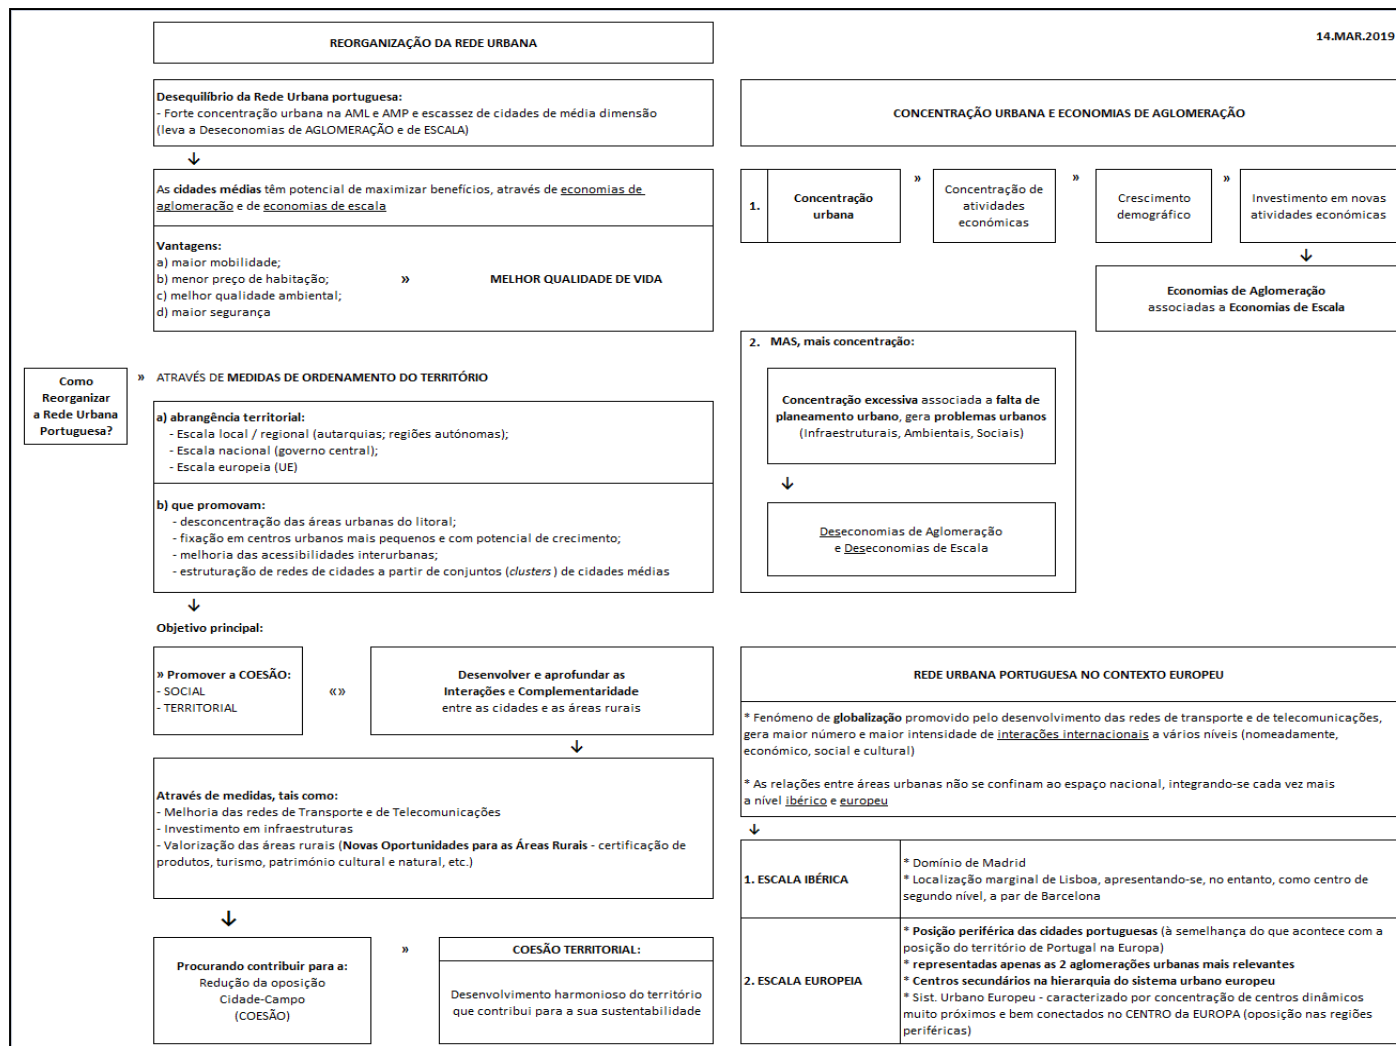 REORGANIZAÇÃO DA REDE URBANA
14.MAR.2019
Desequilíbrio da Rede Urbana portuguesa:
- Forte concentração urbana na AML e AMP e escassez de cidades de média dimensão
(leva a Deseconomias de AGLOMERAÇÃO e de ESCALA)
↓
As cidades médias têm potencial de maximizar benefícios, através de economias de
aglomeração e de economias de escala
Vantagens:
a) maior mobilidade;
b) menor preço de habitação;
c) melhor qualidade ambiental;
d) maior segurança
» MELHOR QUALIDADE DE VIDA
Como
Reorganizar
a Rede Urbana
Portuguesa?
» ATRAVÉS DE MEDIDAS DE ORDENAMENTO DO TERRITÓRIO
a) abrangência territorial:
- Escala local / regional (autarquias; regiões autónomas);
- Escala nacional (governo central);
- Escala europeia (UE)
b) que promovam:
- desconcentração das áreas urbanas do litoral;
- fixação em centros urbanos mais pequenos e com potencial de crecimento;
- melhoria das acessibilidades interurbanas;
- estruturação de redes de cidades a partir de conjuntos (clusters) de cidades médias
↓
Objetivo principal:
» Promover a COESÃO:
- SOCIAL
- TERRITORIAL
«»
Desenvolver e aprofundar as
Interações e Complementaridade
entre as cidades e as áreas rurais
↓
Através de medidas, tais como:
- Melhoria das redes de Transporte e de Telecomunicações
- Investimento em infraestruturas
- Valorização das áreas rurais (Novas Oportunidades para as Áreas Rurais - certificação de
produtos, turismo, património cultural e natural, etc.)
↓
Procurando contribuir para a:
Redução da oposição
Cidade-Campo
(COESÃO)
»
COESÃO TERRITORIAL:
Desenvolvimento harmonioso do território
que contribui para a sua sustentabilidade
CONCENTRAÇÃO URBANA E ECONOMIAS DE AGLOMERAÇÃO
1.
Concentração
urbana
»
Concentração de
atividades
económicas
»
Crescimento
demográfico
»
Investimento em novas
atividades económicas
↓
Economias de Aglomeração
associadas a Economias de Escala
2. MAS, mais concentração:
Concentração excessiva associada a falta de
planeamento urbano, gera problemas urbanos
(Infraestruturais, Ambientais, Sociais)
↓
Deseconomias de Aglomeração
e Deseconomias de Escala
REDE URBANA PORTUGUESA NO CONTEXTO EUROPEU
* Fenómeno de globalização promovido pelo desenvolvimento das redes de transporte e de telecomunicações,
gera maior número e maior intensidade de interações internacionais a vários níveis (nomeadamente,
económico, social e cultural)
* As relações entre áreas urbanas não se confinam ao espaço nacional, integrando-se cada vez mais
a nível ibérico e europeu
↓
1. ESCALA IBÉRICA
* Domínio de Madrid
* Localização marginal de Lisboa, apresentando-se, no entanto, como centro de
segundo nível, a par de Barcelona
2. ESCALA EUROPEIA
* Posição periférica das cidades portuguesas (à semelhança do que acontece com a
posição do território de Portugal na Europa)
* representadas apenas as 2 aglomerações urbanas mais relevantes
* Centros secundários na hierarquia do sistema urbano europeu
* Sist. Urbano Europeu - caracterizado por concentração de centros dinâmicos
muito próximos e bem conectados no CENTRO da EUROPA (oposição nas regiões
periféricas)